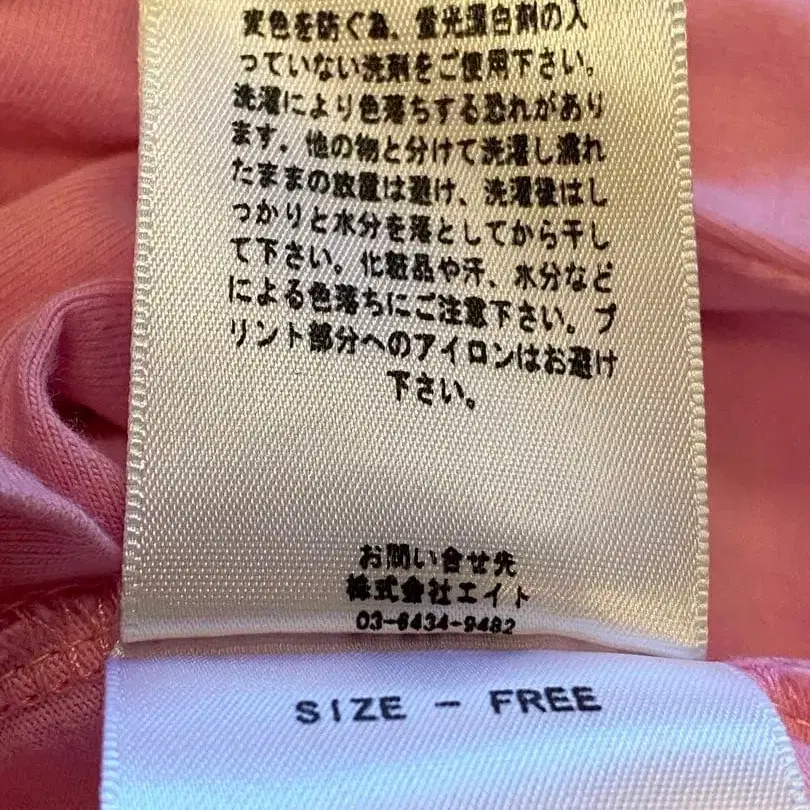 変色を防ぐ為、蛍光漂白剤の入
っていない洗剤をご使用下さい。
洗濯により色落ちする恐れがあり
ます。他の物と分けて洗濯し濡れ
たままの放置は避け、洗濯後はし
っかりと水分を落としてから干し
て下さい。化粧品や汗、水分など
による色落ちにご注意下さい。プ
リント部分へのアイロンはお避け
下さい。
お問い合せ先
株式会社エイト
03-6434-9482
SIZE - FREE